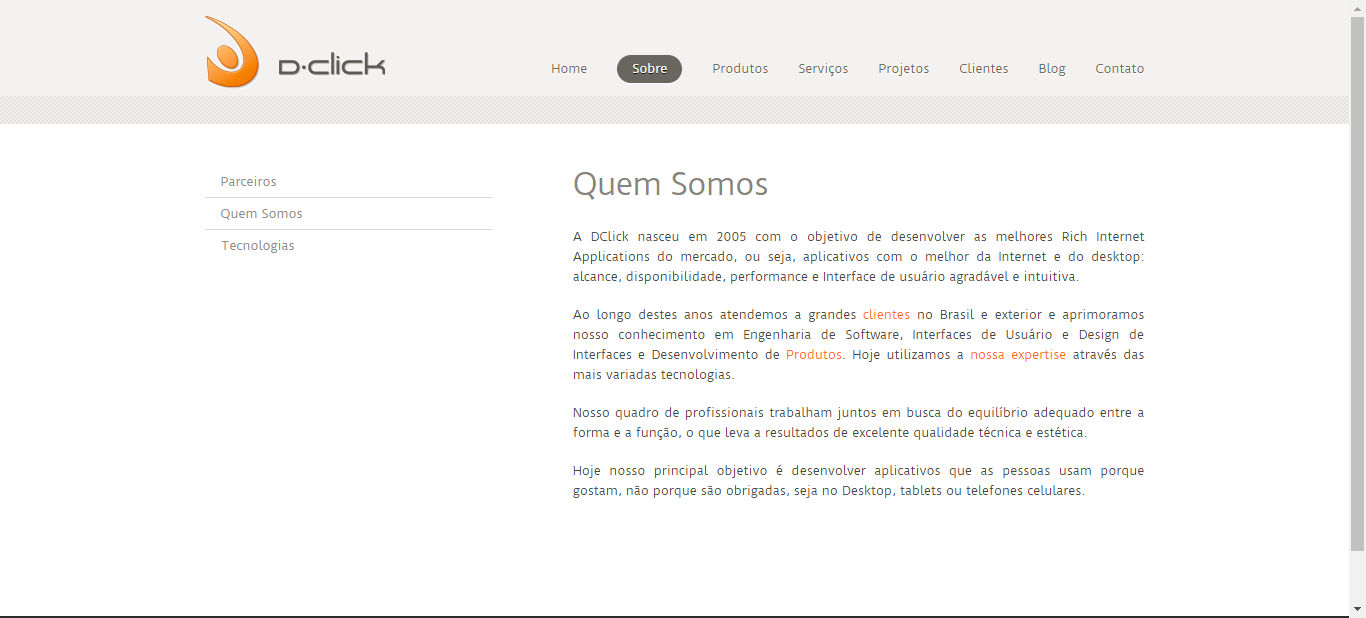 D·click
Home Sobre Produtos Serviços Projetos Clientes Blog Contato
Parceiros
Quem Somos
Tecnologias
Quem Somos
A DClick nasceu em 2005 com o objetivo de desenvolver as melhores Rich Internet
Applications do mercado, ou seja, aplicativos com o melhor da Internet e do desktop:
alcance, disponibilidade, performance e Interface de usuário agradável e intuitiva.
Ao longo destes anos atendemos a grandes clientes no Brasil e exterior e aprimoramos
nosso conhecimento em Engenharia de Software, Interfaces de Usuário e Design de
Interfaces e Desenvolvimento de Produtos. Hoje utilizamos a nossa expertise através das
mais variadas tecnologias.
Nosso quadro de profissionais trabalham juntos em busca do equilíbrio adequado entre a
forma e a função, o que leva a resultados de excelente qualidade técnica e estética.
Hoje nosso principal objetivo é desenvolver aplicativos que as pessoas usam porque
gostam, não porque são obrigadas, seja no Desktop, tablets ou telefones celulares.